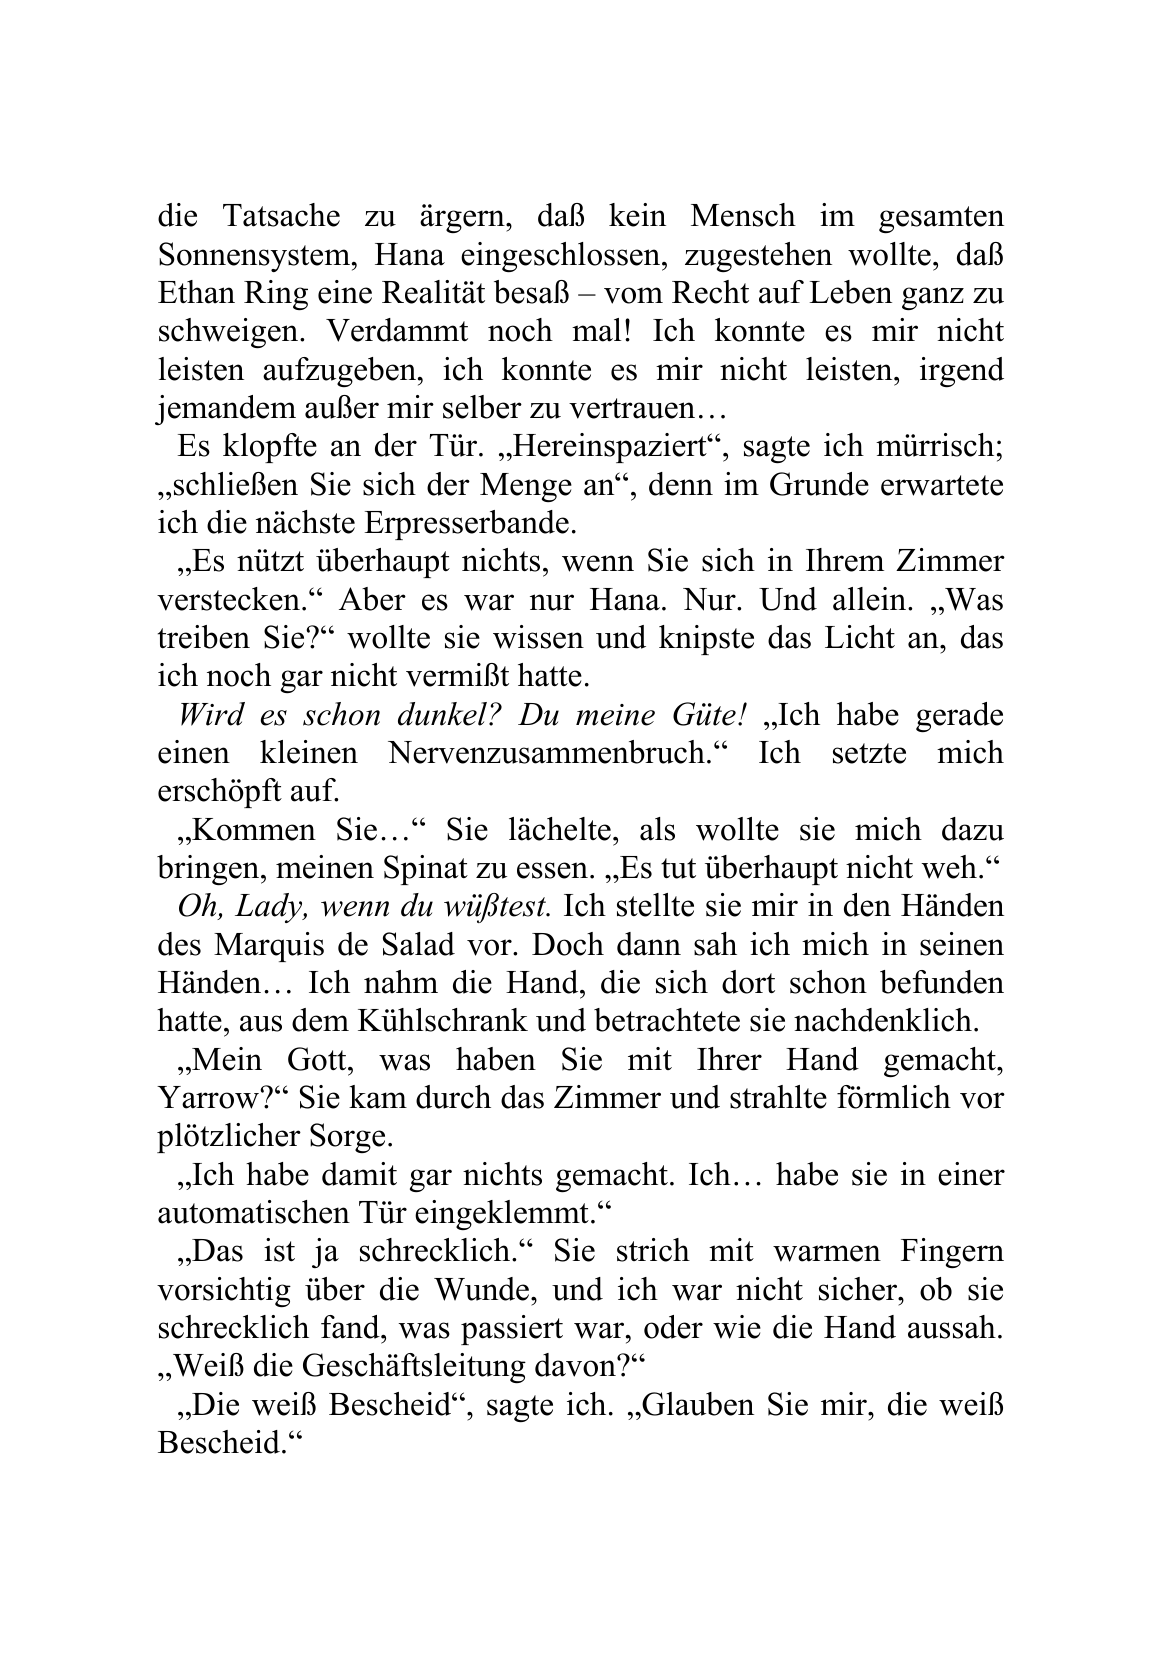 die Tatsache zu ärgern, daß kein Mensch im gesamten
Sonnensystem, Hana eingeschlossen, zugestehen wollte, daß
Ethan Ring eine Realität besaß – vom Recht auf Leben ganz zu
schweigen. Verdammt noch mal! Ich konnte es mir nicht
leisten aufzugeben, ich konnte es mir nicht leisten, irgend
jemandem außer mir selber zu vertrauen…
Es klopfte an der Tür. „Hereinspaziert“, sagte ich mürrisch;
„schließen Sie sich der Menge an“, denn im Grunde erwartete
ich die nächste Erpresserbande.
„Es nützt überhaupt nichts, wenn Sie sich in Ihrem Zimmer
verstecken.“ Aber es war nur Hana. Nur. Und allein. „Was
treiben Sie?“ wollte sie wissen und knipste das Licht an, das
ich noch gar nicht vermißt hatte.
Wird es schon dunkel? Du meine Güte! „Ich habe gerade
einen kleinen Nervenzusammenbruch.“ Ich setzte mich
erschöpft auf.
„Kommen Sie…“ Sie lächelte, als wollte sie mich dazu
bringen, meinen Spinat zu essen. „Es tut überhaupt nicht weh.“
Oh, Lady, wenn du wüßtest. Ich stellte sie mir in den Händen
des Marquis de Salad vor. Doch dann sah ich mich in seinen
Händen… Ich nahm die Hand, die sich dort schon befunden
hatte, aus dem Kühlschrank und betrachtete sie nachdenklich.
„Mein Gott, was haben Sie mit Ihrer Hand gemacht,
Yarrow?“ Sie kam durch das Zimmer und strahlte förmlich vor
plötzlicher Sorge.
„Ich habe damit gar nichts gemacht. Ich… habe sie in einer
automatischen Tür eingeklemmt.“
„Das ist ja schrecklich.“ Sie strich mit warmen Fingern
vorsichtig über die Wunde, und ich war nicht sicher, ob sie
schrecklich fand, was passiert war, oder wie die Hand aussah.
„Weiß die Geschäftsleitung davon?“
„Die weiß Bescheid“, sagte ich. „Glauben Sie mir, die weiß
Bescheid.“